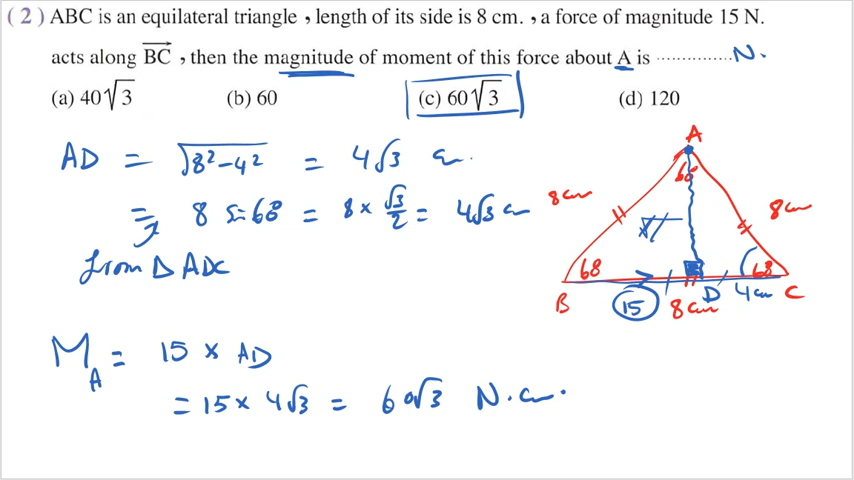 (2) ABC is an equilateral triangle , length of its side is 8 cm. , a force of magnitude 15 N.
acts along BC , then the magnitude of moment of this force about A is ............... N.
(a) 40√3 (b) 60 (c) 60√3 (d) 120
AD = √8²-4² = 4√3 cm.
= 8 sin 60 = 8 × √3/2 = 4√3 cm
from Δ ADC
M_A = 15 × AD
= 15 × 4√3 = 60√3 N.cm.
A
60
8cm
8cm
60
60
B
15
8cm
D
4cm
C